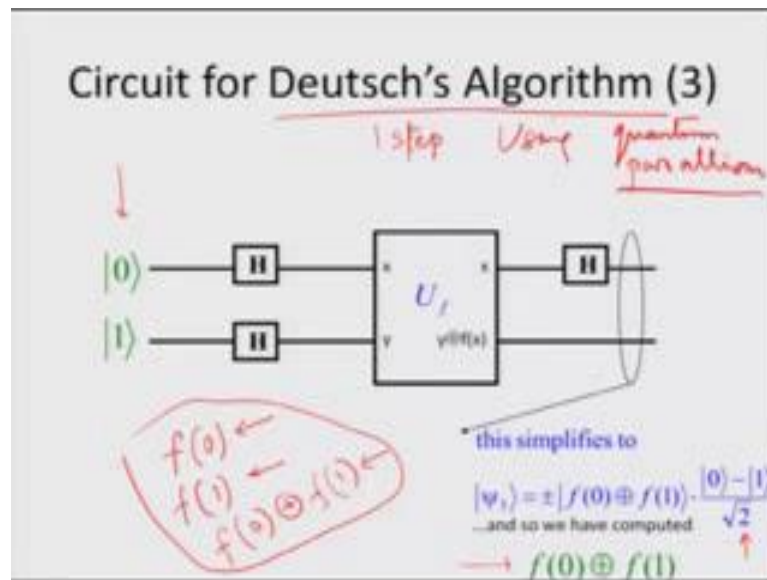 Circuit for Deutsch's Algorithm (3)
1 step Using quantum
parallism
|0⟩ H x x H
U_f
|1⟩ H y y⊕f(x)
f(0) ←
f(1) ←
f(0) ⊕ f(1) ←
this simplifies to
|ψ₃⟩ = ±|f(0) ⊕ f(1)⟩ · |0⟩ − |1⟩ / √2
...and so we have computed
→ f(0) ⊕ f(1)